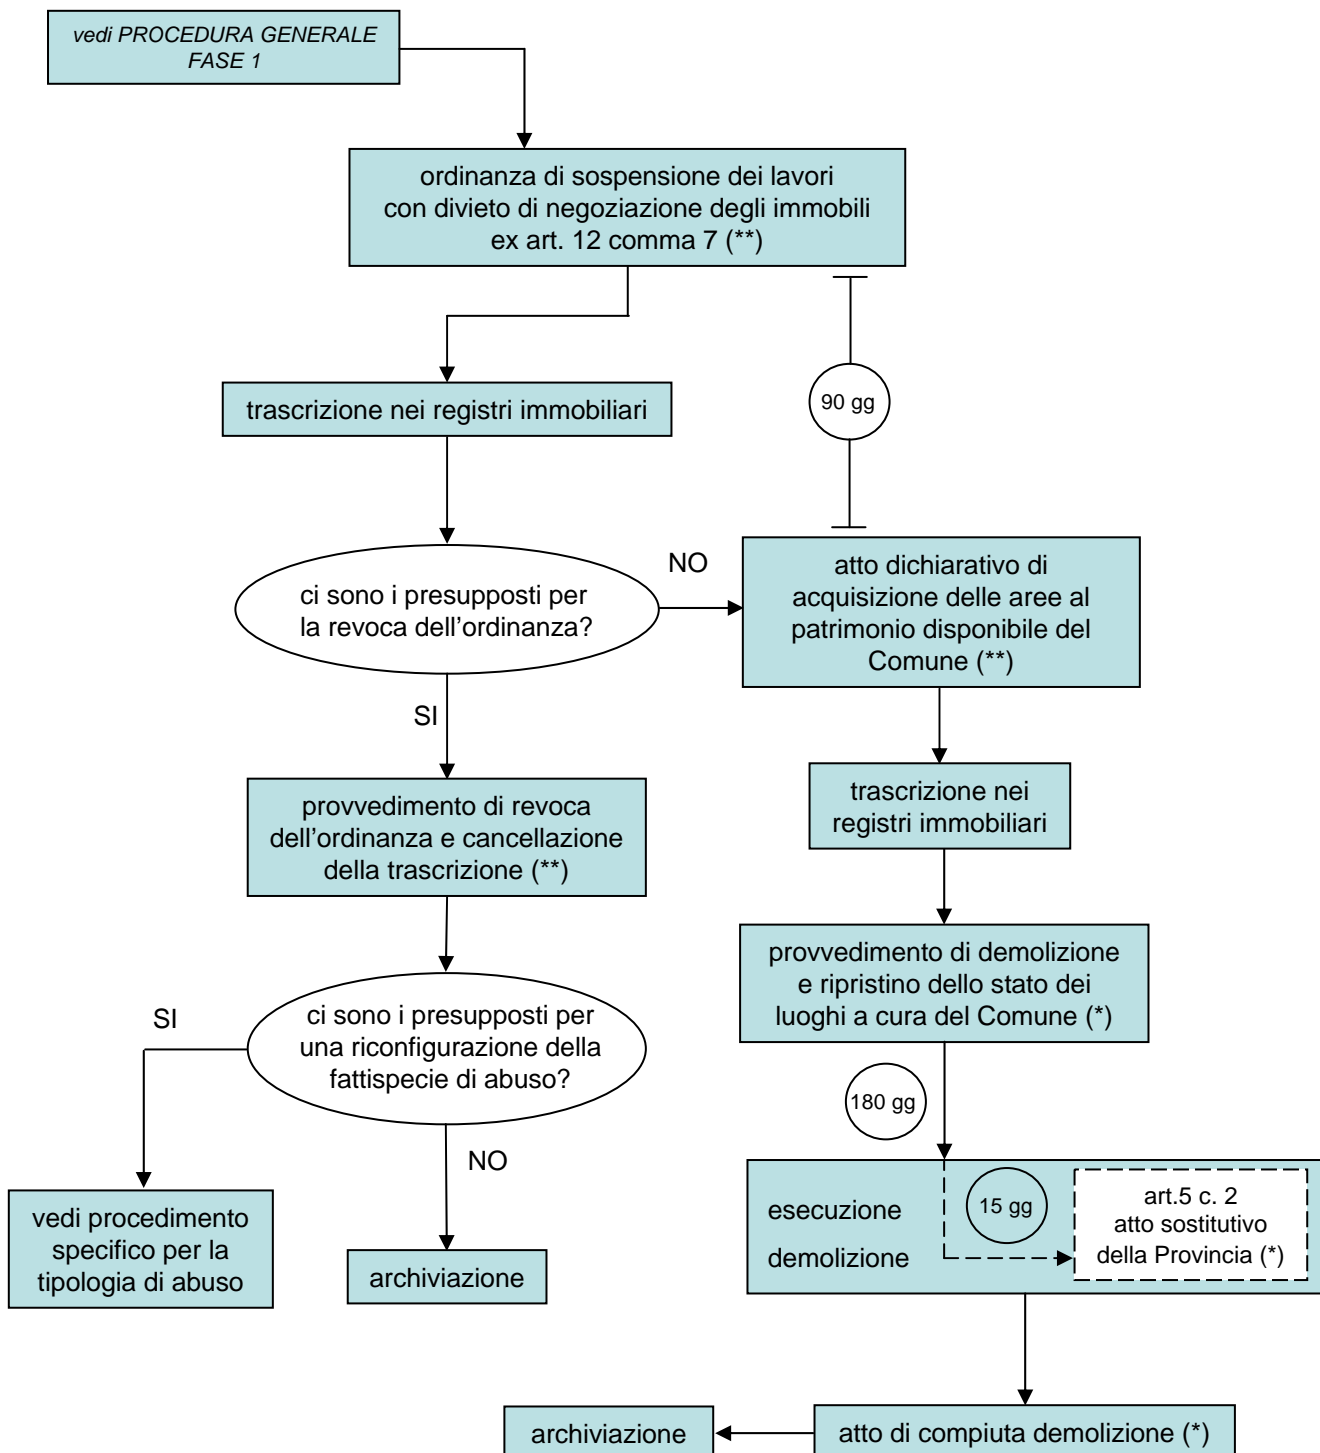 vedi PROCEDURA GENERALE
FASE 1
ordinanza di sospensione dei lavori
con divieto di negoziazione degli immobili
ex art. 12 comma 7 (**)
trascrizione nei registri immobiliari
90 gg
ci sono i presupposti per
la revoca dell'ordinanza?
NO
atto dichiarativo di
acquisizione delle aree al
patrimonio disponibile del
Comune (**)
SI
provvedimento di revoca
dell'ordinanza e cancellazione
della trascrizione (**)
trascrizione nei
registri immobiliari
provvedimento di demolizione
e ripristino dello stato dei
luoghi a cura del Comune (*)
ci sono i presupposti per
una riconfigurazione della
fattispecie di abuso?
SI
NO
180 gg
vedi procedimento
specifico per la
tipologia di abuso
archiviazione
esecuzione
demolizione
15 gg
art.5 c. 2
atto sostitutivo
della Provincia (*)
archiviazione
atto di compiuta demolizione (*)